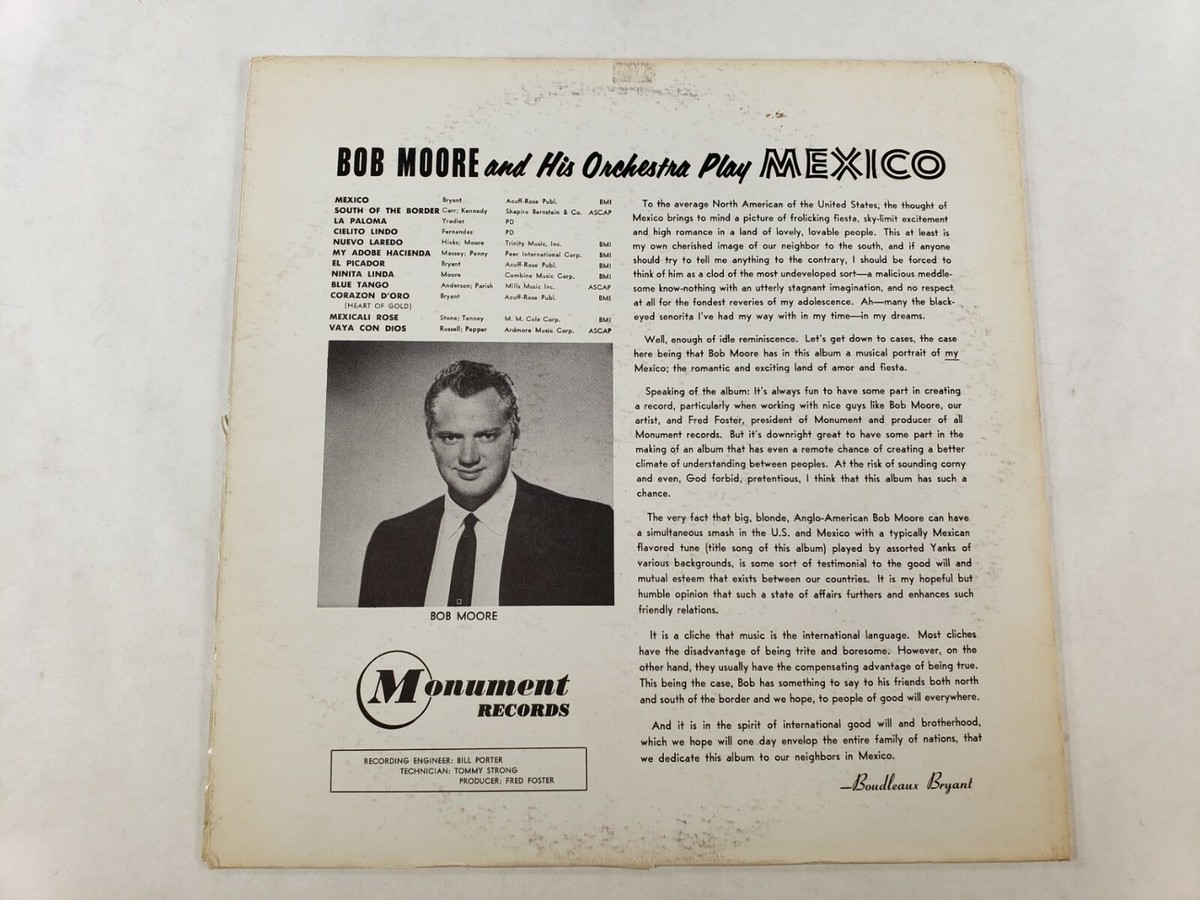 BOB MOORE and His Orchestra Play MEXICO
MEXICO Bryant Acuff-Rose Publ. BMI
SOUTH OF THE BORDER Carr; Kennedy Shapiro Bernstein & Co. ASCAP
LA PALOMA Yradier PD
CIELITO LINDO Fernandez PD
NUEVO LAREDO Hicks; Moore Trinity Music, Inc. BMI
MY ADOBE HACIENDA Massey; Penny Peer International Corp. BMI
EL PICADOR Bryant Acuff-Rose Publ. BMI
NINITA LINDA Moore Combine Music Corp. BMI
BLUE TANGO Anderson; Parish Mills Music Inc. ASCAP
CORAZON D'ORO Bryant Acuff-Rose Publ. BMI
(HEART OF GOLD)
MEXICALI ROSE Stone; Tenney M. M. Cole Corp. BMI
VAYA CON DIOS Russell; Pepper Ardmore Music Corp. ASCAP
BOB MOORE
Monument
RECORDS
RECORDING ENGINEER: BILL PORTER
TECHNICIAN: TOMMY STRONG
PRODUCER: FRED FOSTER
To the average North American of the United States, the thought of
Mexico brings to mind a picture of frolicking fiesta, sky-limit excitement
and high romance in a land of lovely, lovable people. This at least is
my own cherished image of our neighbor to the south, and if anyone
should try to tell me anything to the contrary, I should be forced to
think of him as a clod of the most undeveloped sort—a malicious meddle-
some know-nothing with an utterly stagnant imagination, and no respect
at all for the fondest reveries of my adolescence. Ah—many the black-
eyed senorita I've had my way with in my time—in my dreams.
Well, enough of idle reminiscence. Let's get down to cases, the case
here being that Bob Moore has in this album a musical portrait of my
Mexico; the romantic and exciting land of amor and fiesta.
Speaking of the album: It's always fun to have some part in creating
a record, particularly when working with nice guys like Bob Moore, our
artist, and Fred Foster, president of Monument and producer of all
Monument records. But it's downright great to have some part in the
making of an album that has even a remote chance of creating a better
climate of understanding between peoples. At the risk of sounding corny
and even, God forbid, pretentious, I think that this album has such a
chance.
The very fact that big, blonde, Anglo-American Bob Moore can have
a simultaneous smash in the U.S. and Mexico with a typically Mexican
flavored tune (title song of this album) played by assorted Yanks of
various backgrounds, is some sort of testimonial to the good will and
mutual esteem that exists between our countries. It is my hopeful but
humble opinion that such a state of affairs furthers and enhances such
friendly relations.
It is a cliche that music is the international language. Most cliches
have the disadvantage of being trite and boresome. However, on the
other hand, they usually have the compensating advantage of being true.
This being the case, Bob has something to say to his friends both north
and south of the border and we hope, to people of good will everywhere.
And it is in the spirit of international good will and brotherhood,
which we hope will one day envelop the entire family of nations, that
we dedicate this album to our neighbors in Mexico.
—Boudleaux Bryant